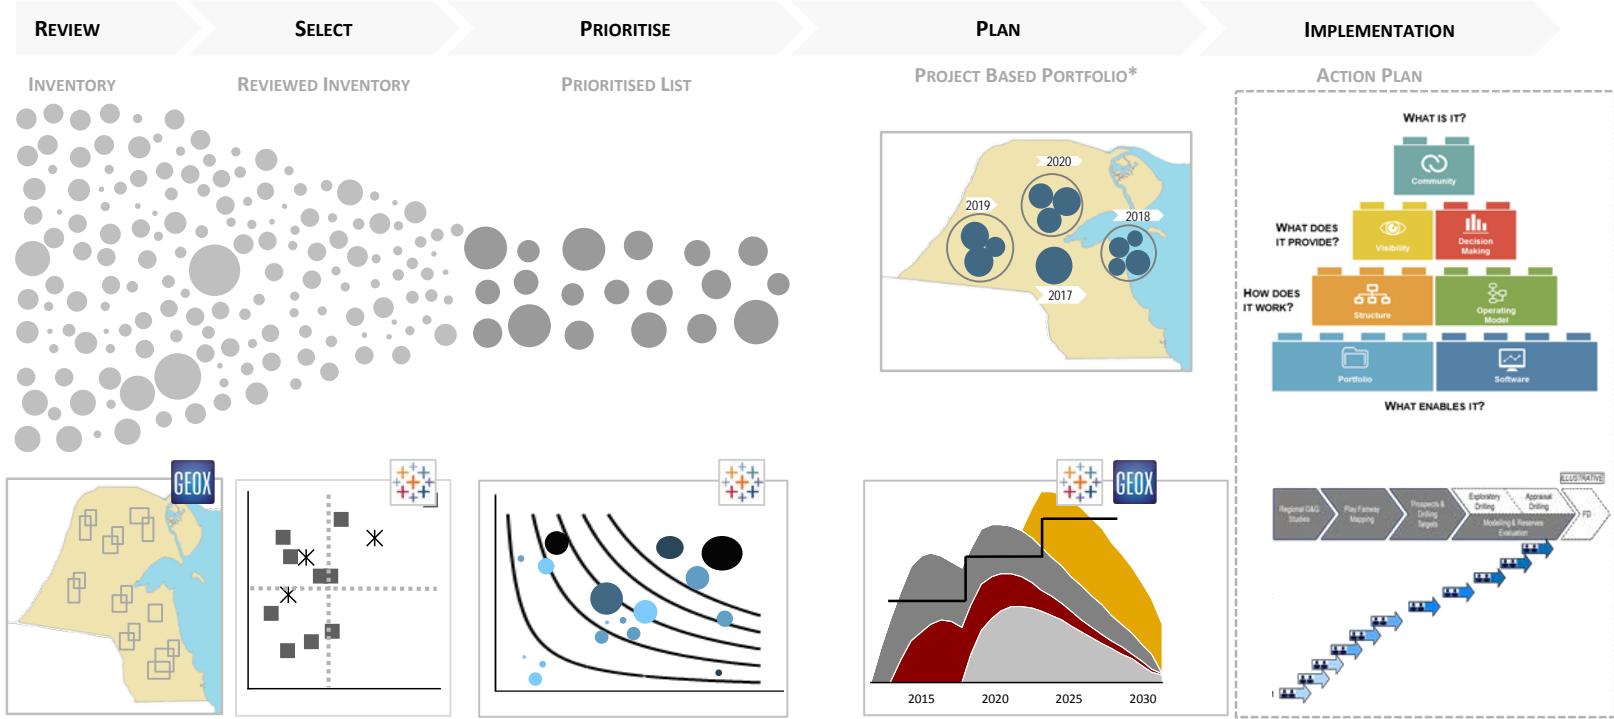 REVIEW
SELECT
PRIORITISE
PLAN
IMPLEMENTATION
INVENTORY
REVIEWED INVENTORY
PRIORITISED LIST
PROJECT BASED PORTFOLIO*
ACTION PLAN
2020
2019
2018
2017
WHAT IS IT?
Community
WHAT DOES
IT PROVIDE?
Visibility
Decision
Making
HOW DOES
IT WORK?
Structure
Operating
Model
Portfolio
Software
WHAT ENABLES IT?
GEOX
GEOX
2015
2020
2025
2030
ILLUSTRATIVE
Regional G&G
Studies
Play Fairway
Mapping
Prospects &
Drilling
Targets
Exploratory
Drilling
Appraisal
Drilling
Modelling & Reserves
Evaluation
FD